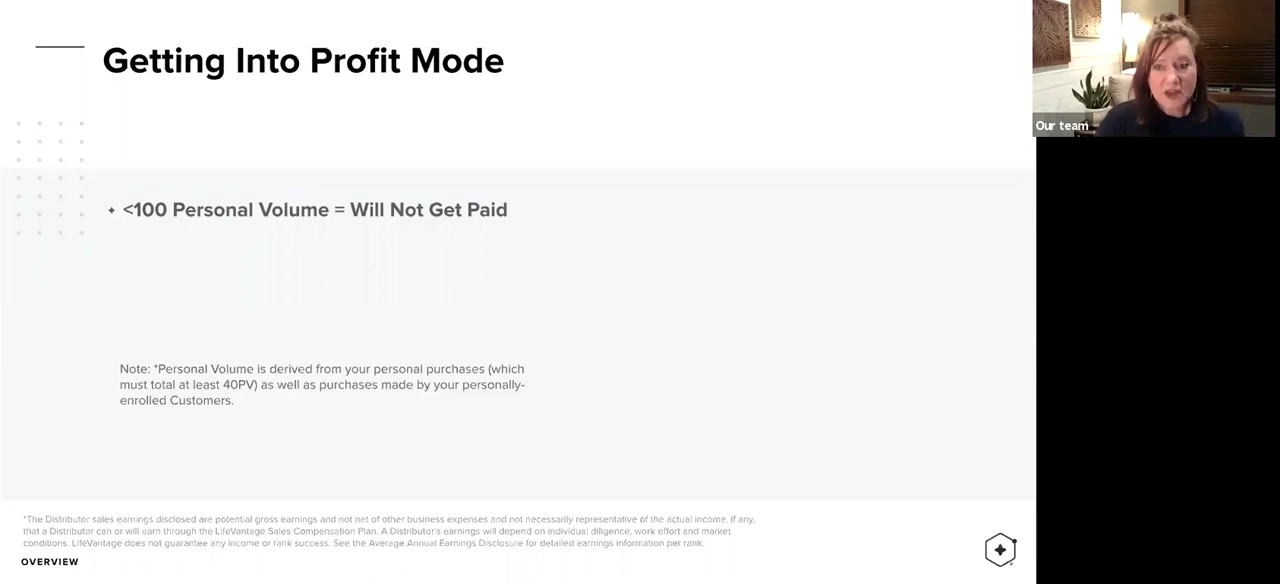 Getting Into Profit Mode
Our team
<100 Personal Volume = Will Not Get Paid
Note: *Personal Volume is derived from your personal purchases (which
must total at least 40PV) as well as purchases made by your personally-
enrolled Customers.
*The Distributor sales earnings disclosed are potential gross earnings and not net of other business expenses and not necessarily representative of the actual income, if any,
that a Distributor can or will earn through the LifeVantage Sales Compensation Plan. A Distributor's earnings will depend on individual diligence, work effort and market
conditions. LifeVantage does not guarantee any income or rank success. See the Average Annual Earnings Disclosure for detailed earnings information per rank.
OVERVIEW